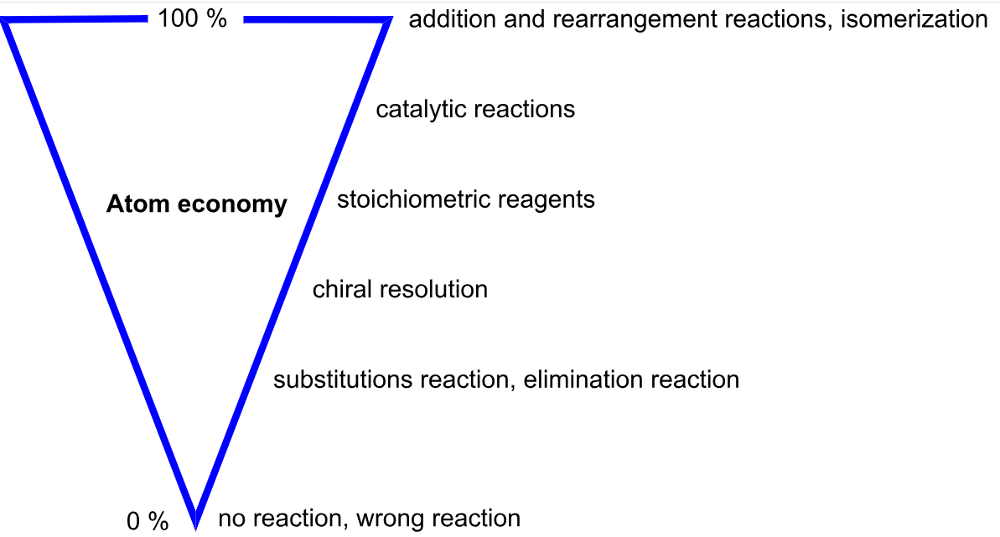 100 %
addition and rearrangement reactions, isomerization
catalytic reactions
Atom economy
stoichiometric reagents
chiral resolution
substitutions reaction, elimination reaction
0 %
no reaction, wrong reaction